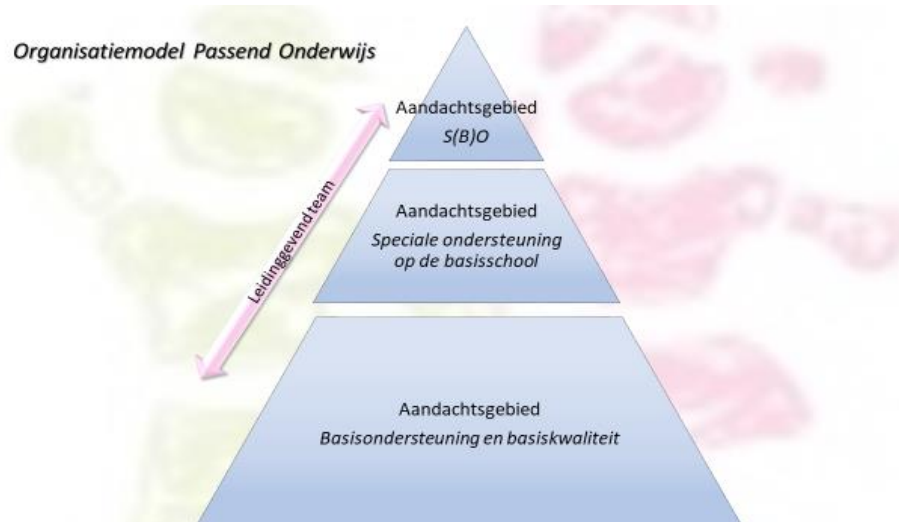 Organisatiemodel Passend Onderwijs
Aandachtsgebied
S(B)O
Leidinggevend team
Aandachtsgebied
Speciale ondersteuning
op de basisschool
Aandachtsgebied
Basisondersteuning en basiskwaliteit